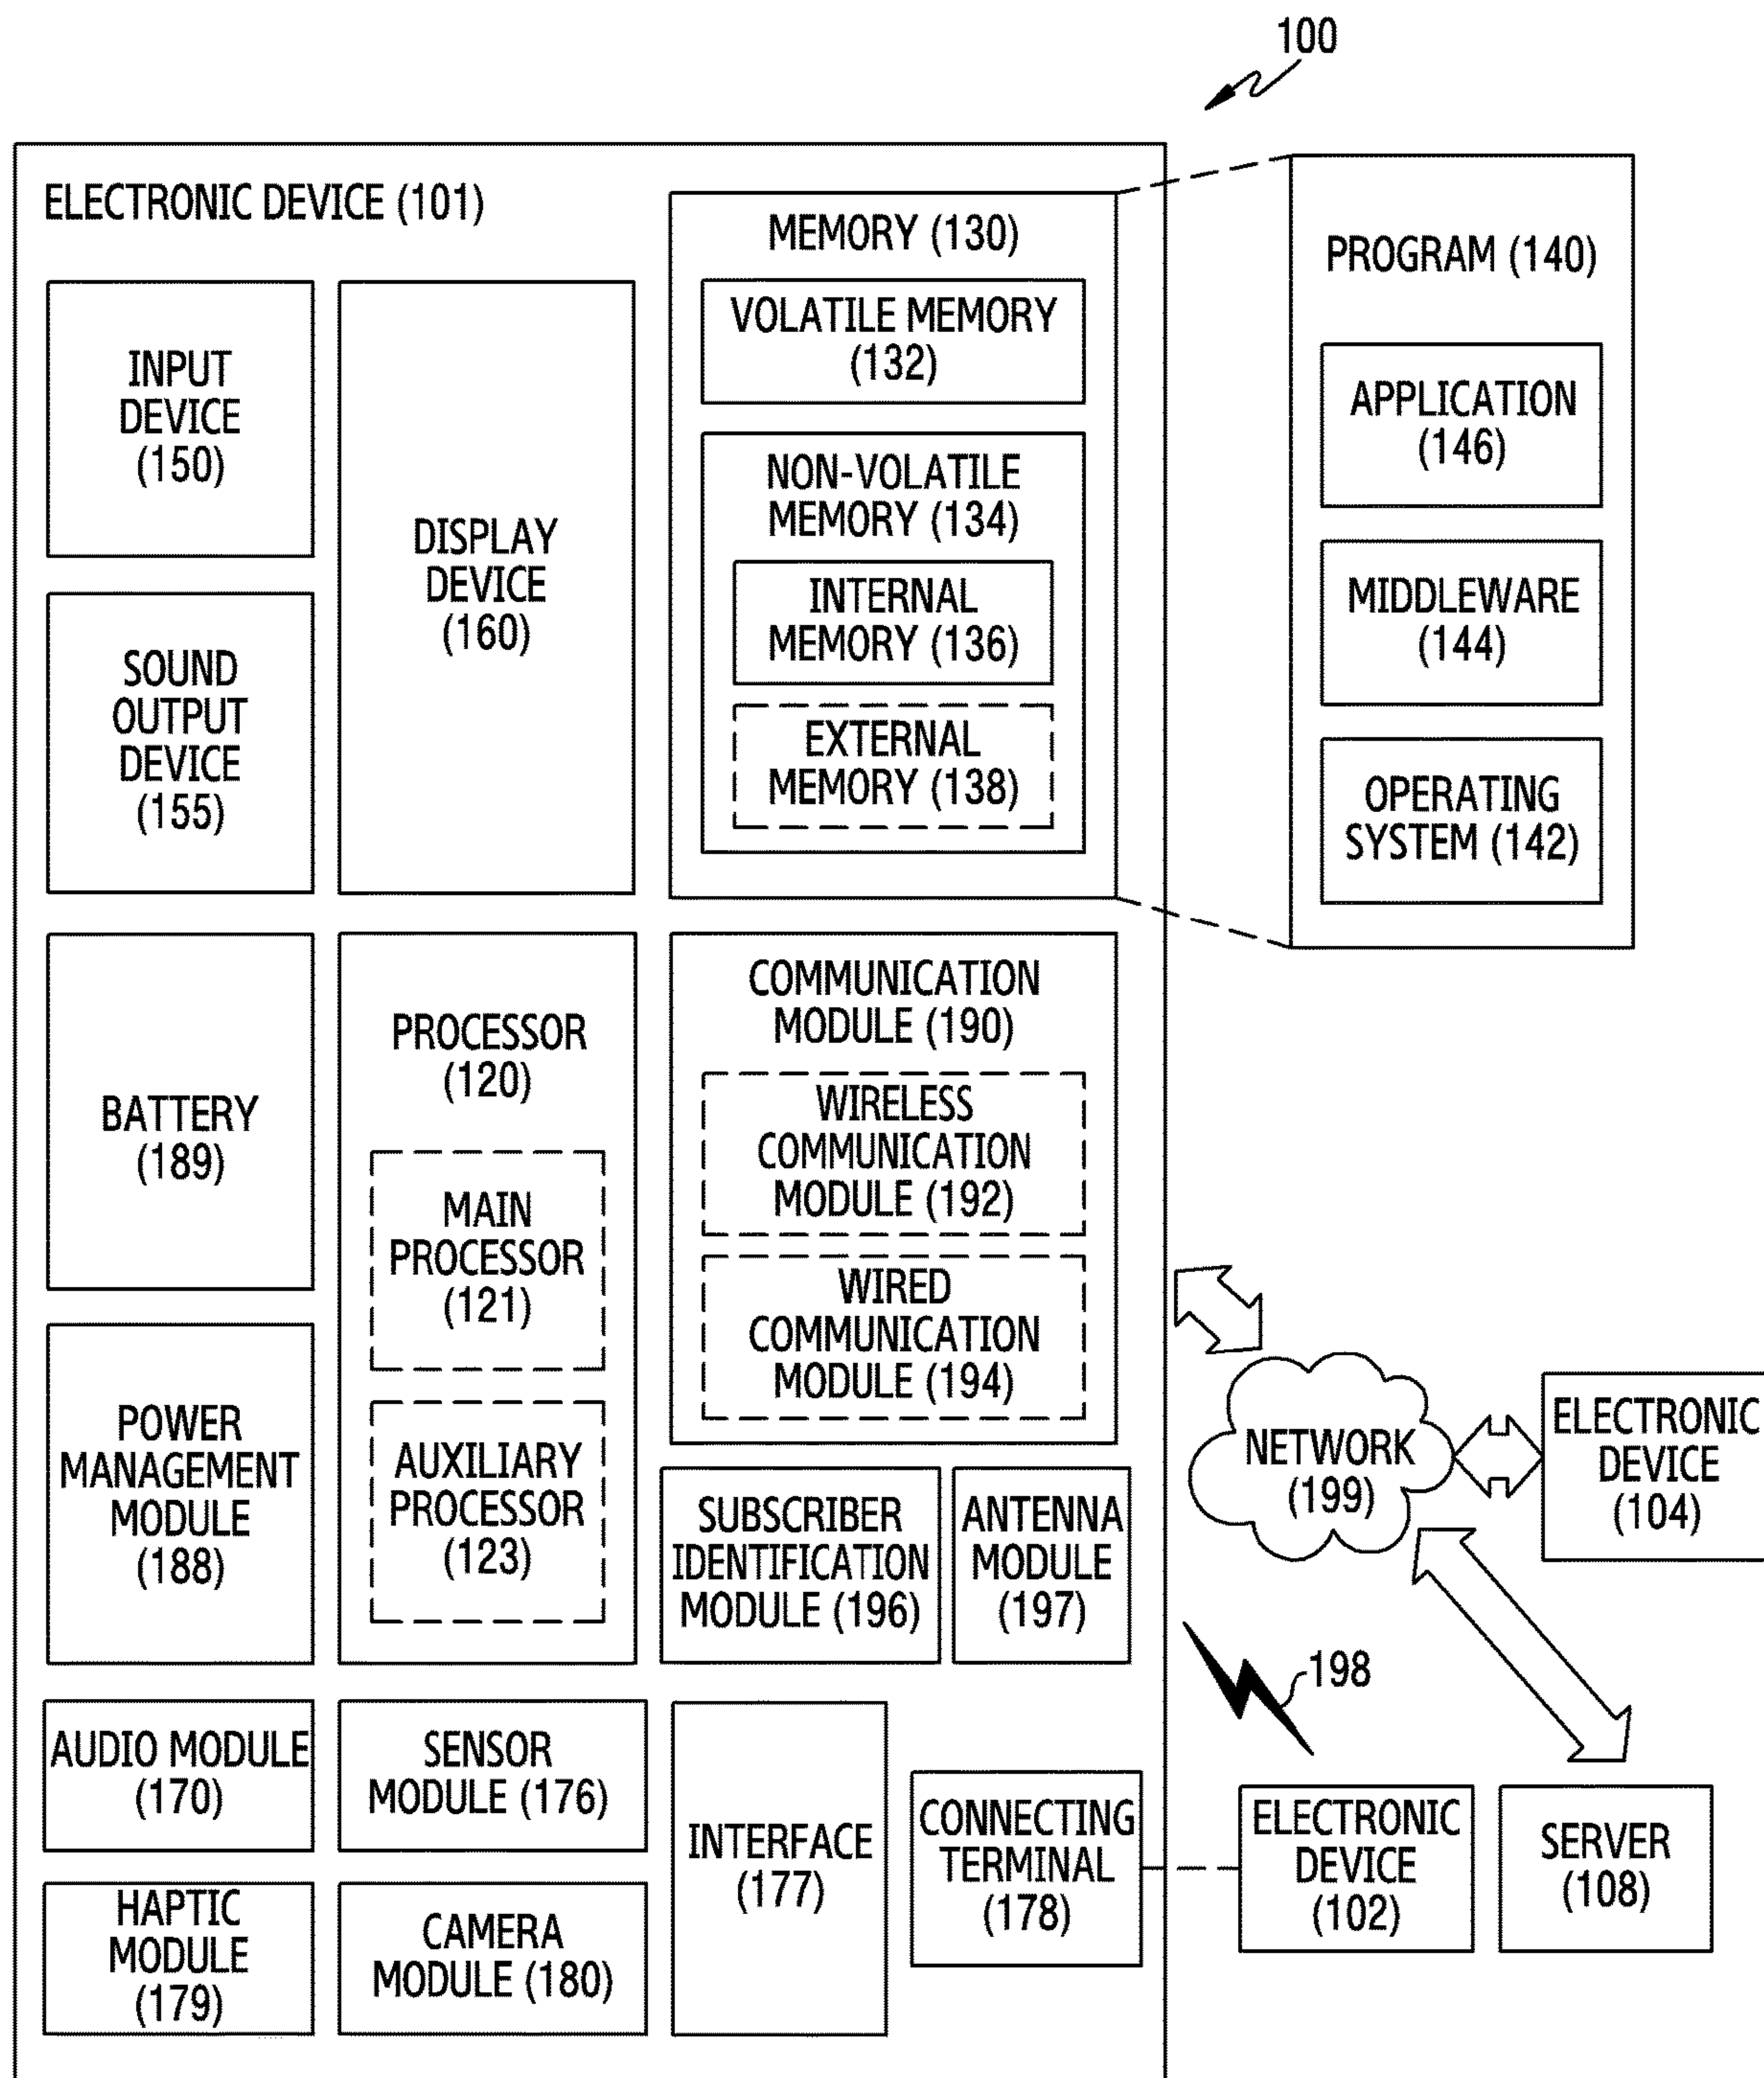 100
ELECTRONIC DEVICE (101)
INPUT
DEVICE
(150)
SOUND
OUTPUT
DEVICE
(155)
DISPLAY
DEVICE
(160)
MEMORY (130)
VOLATILE MEMORY
(132)
NON-VOLATILE
MEMORY (134)
INTERNAL
MEMORY (136)
EXTERNAL
MEMORY (138)
PROGRAM (140)
APPLICATION
(146)
MIDDLEWARE
(144)
OPERATING
SYSTEM (142)
BATTERY
(189)
POWER
MANAGEMENT
MODULE
(188)
PROCESSOR
(120)
MAIN
PROCESSOR
(121)
AUXILIARY
PROCESSOR
(123)
COMMUNICATION
MODULE (190)
WIRELESS
COMMUNICATION
MODULE (192)
WIRED
COMMUNICATION
MODULE (194)
SUBSCRIBER
IDENTIFICATION
MODULE (196)
ANTENNA
MODULE
(197)
NETWORK
(199)
ELECTRONIC
DEVICE
(104)
198
AUDIO MODULE
(170)
SENSOR
MODULE (176)
HAPTIC
MODULE
(179)
CAMERA
MODULE (180)
INTERFACE
(177)
CONNECTING
TERMINAL
(178)
ELECTRONIC
DEVICE
(102)
SERVER
(108)